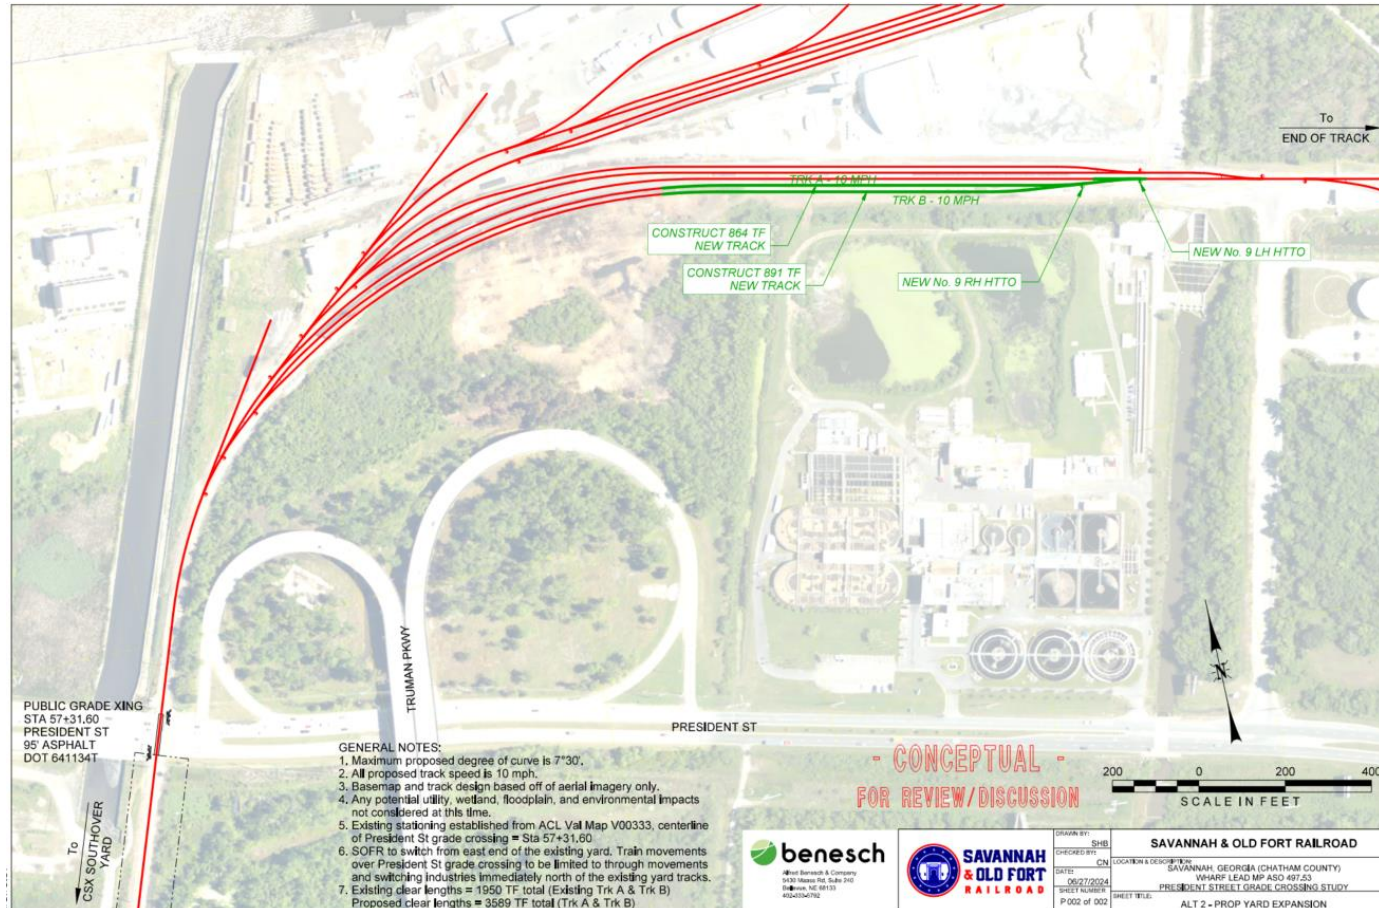 To
END OF TRACK
TRK A - 10 MPH
TRK B - 10 MPH
CONSTRUCT 864 TF
NEW TRACK
CONSTRUCT 891 TF
NEW TRACK
NEW No. 9 RH HTTO
NEW No. 9 LH HTTO
TRUMAN PKWY
PRESIDENT ST
PUBLIC GRADE XING
STA 57+31.60
PRESIDENT ST
95' ASPHALT
DOT 641134T
To
CSX SOUTHOVER
YARD
GENERAL NOTES:
1. Maximum proposed degree of curve is 7°30'.
2. All proposed track speed is 10 mph.
3. Basemap and track design based off of aerial imagery only.
4. Any potential utility, wetland, floodplain, and environmental impacts
not considered at this time.
5. Existing stationing established from ACL Val Map V00333, centerline
of President St grade crossing = Sta 57+31.60
6. SOFR to switch from east end of the existing yard. Train movements
over President St grade crossing to be limited to through movements
and switching industries immediately north of the existing yard tracks.
7. Existing clear lengths = 1950 TF total (Existing Trk A & Trk B)
Proposed clear lengths = 3589 TF total (Trk A & Trk B)
- CONCEPTUAL -
FOR REVIEW/DISCUSSION
N
200 0 200 400
SCALE IN FEET
benesch
Alfred Benesch & Company
Suite 240
402-333-5792
SAVANNAH
& OLD FORT
RAILROAD
DRAWN BY:
SHB
CHECKED BY:
CN
DATE:
06/27/2024
SHEET NUMBER
P 002 of 002
SAVANNAH & OLD FORT RAILROAD
LOCATION & DESCRIPTION:
SAVANNAH, GEORGIA (CHATHAM COUNTY)
WHARF LEAD MP ASO 497.53
PRESIDENT STREET GRADE CROSSING STUDY
SHEET TITLE:
ALT 2 - PROP YARD EXPANSION